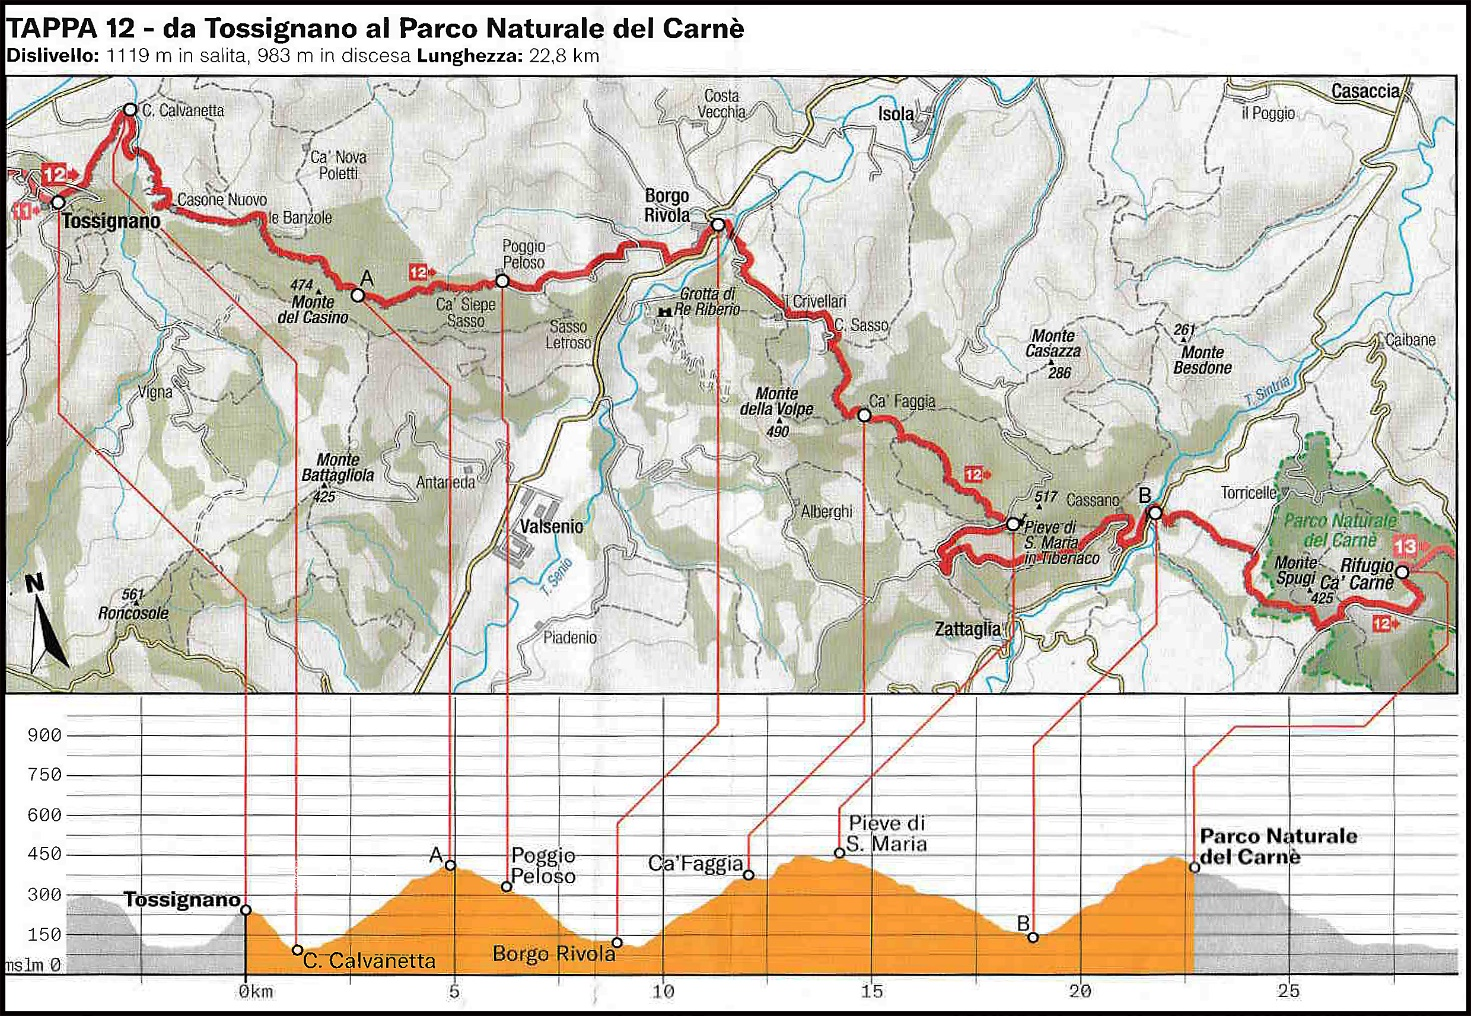 TAPPA 12 - da Tossignano al Parco Naturale del Carnè
Dislivello: 1119 m in salita, 983 m in discesa Lunghezza: 22,8 km
C. Calvanetta
Costa
Vecchia
Isola
Casaccia
il Poggio
Ca' Nova
Poletti
12
11
Tossignano
Casone Nuovo
le Banzole
Borgo
Rivola
A
12
Poggio
Peloso
474
Monte
del Casino
Ca' Siepe
Sasso
Sasso
Letroso
Grotta di
Re Riberio
il Crivellari
C. Sasso
Monte
Casazza
286
261
Monte
Besdone
Caibane
T. Sintria
Vigna
Monte
della Volpe
490
Ca' Faggia
Monte
Battagliola
425
Antarieda
12
517
Cassano
B
Torricelle
Valsenio
Alberghi
Pieve di
S. Maria
in Tiberiaco
Parco Naturale
del Carnè
13
Monte
Spugi
425
Rifugio
Ca' Carnè
12
T. Senio
N
561
Roncosole
Piadenio
Zattaglia
900
750
600
450
300
150
mslm 0
Tossignano
C. Calvanetta
A
Poggio
Peloso
Borgo Rivola
Ca'Faggia
Pieve di
S. Maria
B
Parco Naturale
del Carnè
0km
5
10
15
20
25